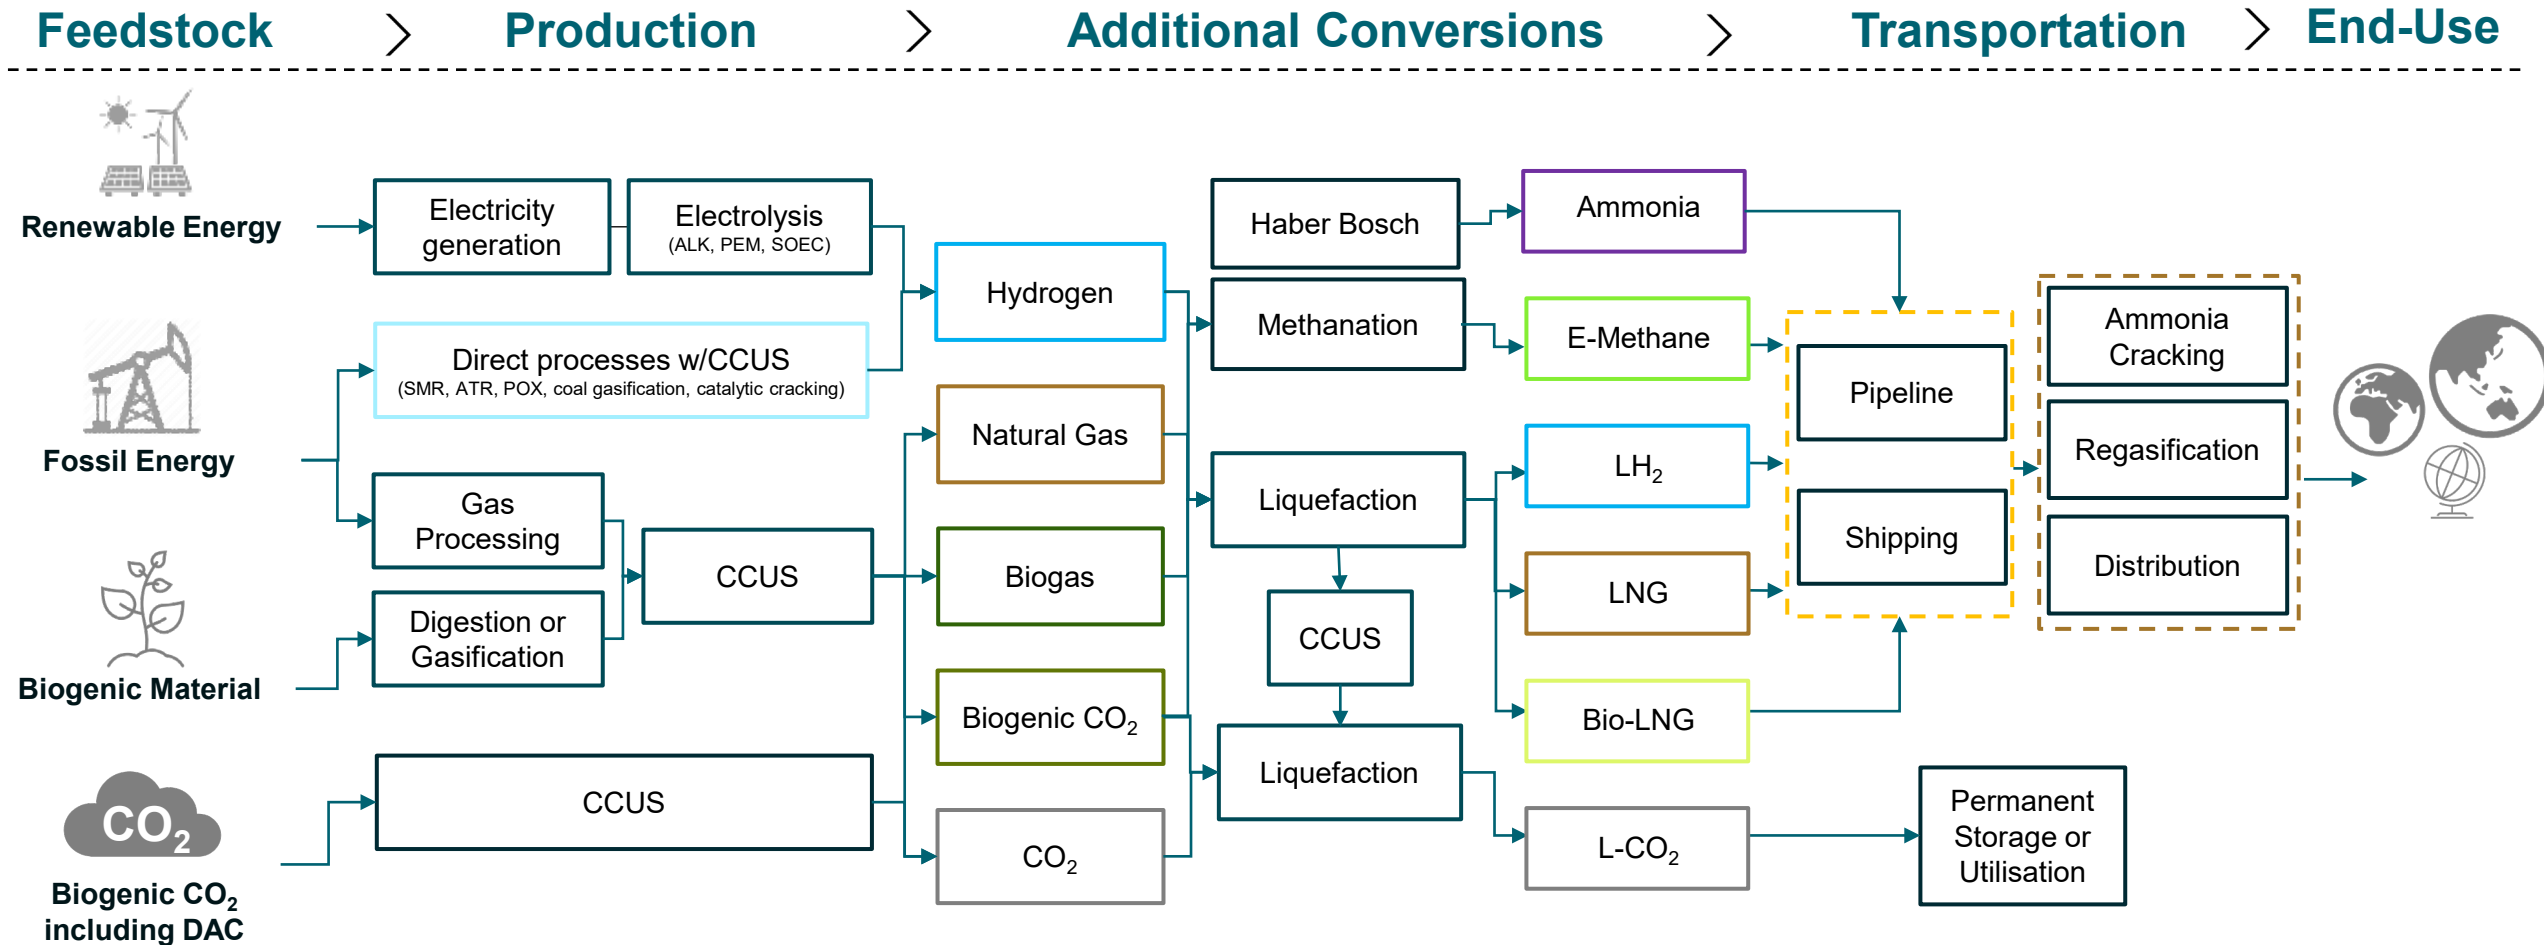 Feedstock > Production > Additional Conversions > Transportation > End-Use
Renewable Energy
Fossil Energy
Biogenic Material
CO₂
Biogenic CO₂
including DAC
Electricity
generation
Electrolysis
(ALK, PEM, SOEC)
Direct processes w/CCUS
(SMR, ATR, POX, coal gasification, catalytic cracking)
Gas
Processing
Digestion or
Gasification
CCUS
CCUS
Hydrogen
Natural Gas
Biogas
Biogenic CO₂
CO₂
Haber Bosch
Methanation
Liquefaction
CCUS
Liquefaction
Ammonia
E-Methane
LH₂
LNG
Bio-LNG
L-CO₂
Pipeline
Shipping
Permanent
Storage or
Utilisation
Ammonia
Cracking
Regasification
Distribution